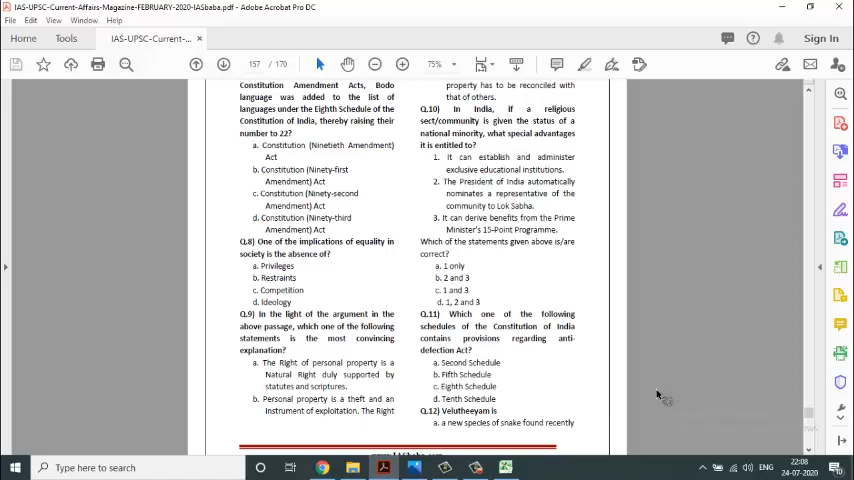 IAS-UPSC-Current-Affairs-Magazine-FEBRUARY-2020-IASbaba.pdf - Adobe Acrobat Pro DC
File Edit View Window Help
Home Tools IAS-UPSC-Current-... × Sign In
157 / 170 75%
Constitution Amendment Acts, Bodo
language was added to the list of
languages under the Eighth Schedule of the
Constitution of India, thereby raising their
number to 22?
a. Constitution (Ninetieth Amendment)
Act
b. Constitution (Ninety-first
Amendment) Act
c. Constitution (Ninety-second
Amendment) Act
d. Constitution (Ninety-third
Amendment) Act
Q.8) One of the implications of equality in
society is the absence of?
a. Privileges
b. Restraints
c. Competition
d. Ideology
Q.9) In the light of the argument in the
above passage, which one of the following
statements is the most convincing
explanation?
a. The Right of personal property is a
Natural Right duly supported by
statutes and scriptures.
b. Personal property is a theft and an
Instrument of exploitation. The Right
property has to be reconciled with
that of others.
Q.10) In India, if a religious
sect/community is given the status of a
national minority, what special advantages
it is entitled to?
1. It can establish and administer
exclusive educational institutions.
2. The President of India automatically
nominates a representative of the
community to Lok Sabha.
3. It can derive benefits from the Prime
Minister's 15-Point Programme.
Which of the statements given above is/are
correct?
a. 1 only
b. 2 and 3
c. 1 and 3
d. 1, 2 and 3
Q.11) Which one of the following
schedules of the Constitution of India
contains provisions regarding anti-
defection Act?
a. Second Schedule
b. Fifth Schedule
c. Eighth Schedule
d. Tenth Schedule
Q.12) Velutheeyam is
a. a new species of snake found recently
Type here to search
ENG
22:08
24-07-2020
10